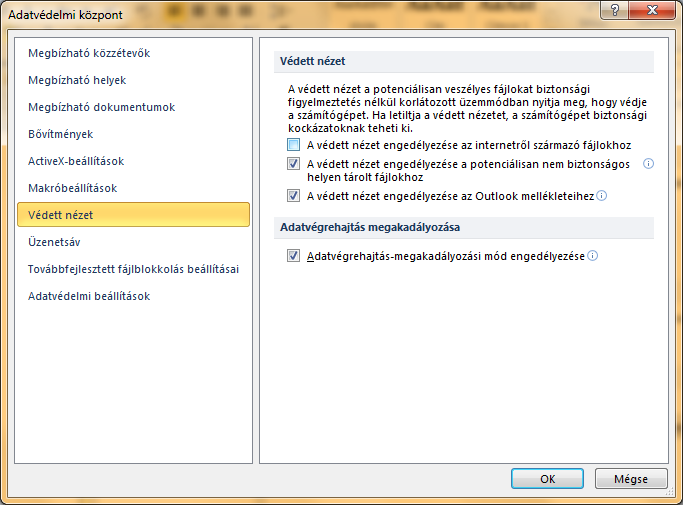 Adatvédelmi központ
Megbízható közzétevők
Megbízható helyek
Megbízható dokumentumok
Bővítmények
ActiveX-beállítások
Makróbeállítások
Védett nézet
Üzenetsáv
Továbbfejlesztett fájlblokkolás beállításai
Adatvédelmi beállítások
Védett nézet
A védett nézet a potenciálisan veszélyes fájlokat biztonsági
figyelmeztetés nélkül korlátozott üzemmódban nyitja meg, hogy védje
a számítógépet. Ha letiltja a védett nézetet, a számítógépet biztonsági
kockázatoknak teheti ki.
A védett nézet engedélyezése az internetről származó fájlokhoz
A védett nézet engedélyezése a potenciálisan nem biztonságos
helyen tárolt fájlokhoz
A védett nézet engedélyezése az Outlook mellékleteihez
Adatvégrehajtás megakadályozása
Adatvégrehajtás-megakadályozási mód engedélyezése
OK
Mégse